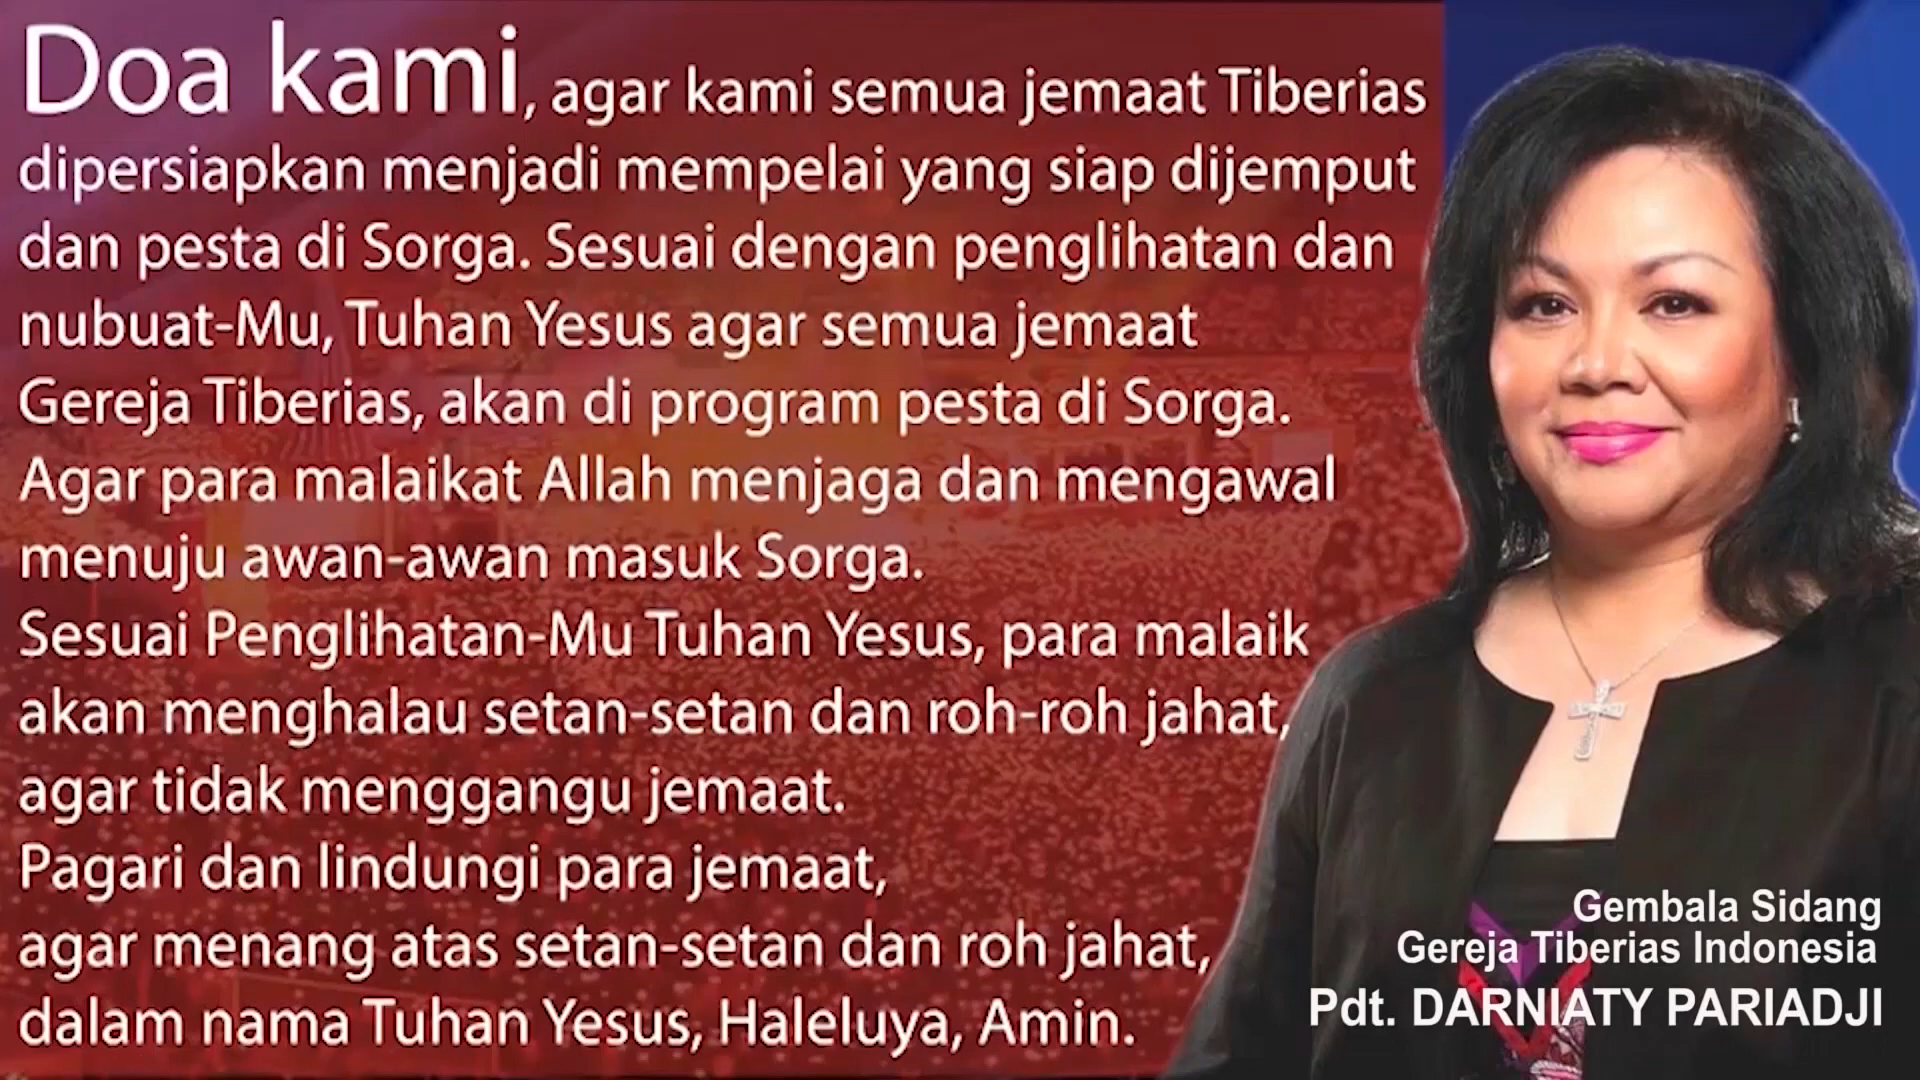 Doa kami, agar kami semua jemaat Tiberias
dipersiapkan menjadi mempelai yang siap dijemput
dan pesta di Sorga. Sesuai dengan penglihatan dan
nubuat-Mu, Tuhan Yesus agar semua jemaat
Gereja Tiberias, akan di program pesta di Sorga.
Agar para malaikat Allah menjaga dan mengawal
menuju awan-awan masuk Sorga.
Sesuai Penglihatan-Mu Tuhan Yesus, para malaik
akan menghalau setan-setan dan roh-roh jahat,
agar tidak menggangu jemaat.
Pagari dan lindungi para jemaat,
agar menang atas setan-setan dan roh jahat,
dalam nama Tuhan Yesus, Haleluya, Amin.
Gembala Sidang
Gereja Tiberias Indonesia
Pdt. DARNIATY PARIADJI